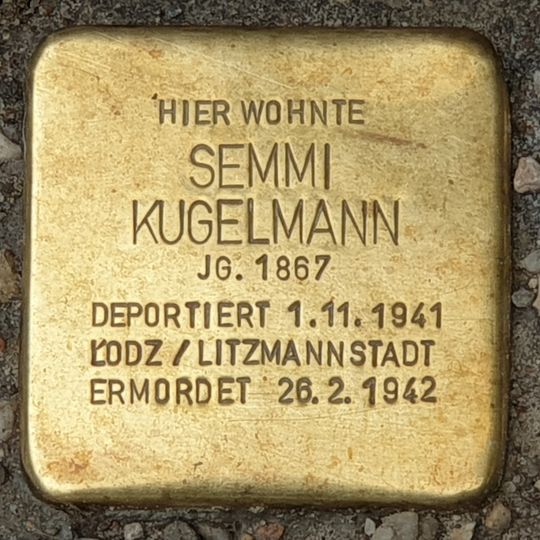 HIER WOHNTE
SEMMI
KUGELMANN
JG. 1867
DEPORTIERT 1.11.1941
ŁODZ / LITZMANNSTADT
ERMORDET 26.2.1942